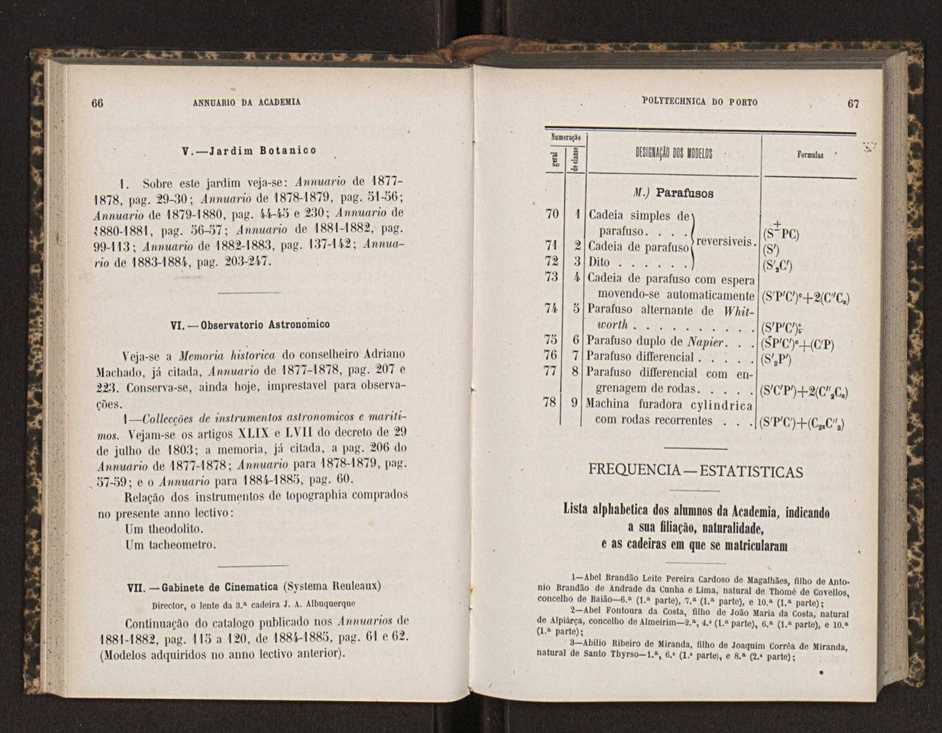 66
ANNUARIO DA ACADEMIA
V.—Jardim Botanico
1. Sobre este jardim veja-se: Annuario de 1877-
1878, pag. 29-30; Annuario de 1878-1879, pag. 51-56;
Annuario de 1879-1880, pag. 44-45 e 230; Annuario de
1880-1881, pag. 56-57; Annuario de 1881-1882, pag.
99-113; Annuario de 1882-1883, pag. 137-142; Annua-
rio de 1883-1884, pag. 203-247.
VI.—Observatorio Astronomico
Veja-se a Memoria historica do conselheiro Adriano
Machado, já citada, Annuario de 1877-1878, pag. 207 e
223. Conserva-se, ainda hoje, imprestavel para observa-
ções.
1—Collecções de instrumentos astronomicos e mariti-
mos. Vejam-se os artigos XLIX e LVII do decreto de 29
de julho de 1803; a memoria, já citada, a pag. 206 do
Annuario de 1877-1878; Annuario para 1878-1879, pag.
57-59; e o Annuario para 1884-1885, pag. 60.
Relação dos instrumentos de topographia comprados
no presente anno lectivo:
Um theodolito.
Um tacheometro.
VII.—Gabinete de Cinematica (Systema Reuleaux)
Director, o lente da 3.ª cadeira J. A. Albuquerque
Continuação do catalogo publicado nos Annuarios de
1881-1882, pag. 115 a 120, de 1884-1885, pag. 61 e 62.
(Modelos adquiridos no anno lectivo anterior).
POLYTECHNICA DO PORTO
67
Numeração
geral
de classe
DESIGNAÇÃO DOS MODELOS
Formulas
M.) Parafusos
70 1 Cadeia simples de
parafuso. . . . reversiveis. (S±PC)
71 2 Cadeia de parafuso (S′)
72 3 Dito . . . . . . (S′₂C′)
73 4 Cadeia de parafuso com espera
movendo-se automaticamente (S′P′C′)ᵉ+2(C″Cₐ)
74 5 Parafuso alternante de Whit-
worth . . . . . . . . . . (S′P′C′)
75 6 Parafuso duplo de Napier. . . (SP′C′)ᵉ+(C′P)
76 7 Parafuso differencial . . . . . (S′₂P′)
77 8 Parafuso differencial com en-
grenagem de rodas. . . . . (S′C′P′)+2(C″₂Cₐ)
78 9 Machina furadora cylindrica
com rodas recorrentes . . . (S′P′C′)+(C₂ₐC″₂)
FREQUENCIA—ESTATISTICAS
Lista alphabetica dos alumnos da Academia, indicando
a sua filiação, naturalidade,
e as cadeiras em que se matricularam
1—Abel Brandão Leite Pereira Cardoso de Magalhães, filho de Anto-
nio Brandão de Andrade da Cunha e Lima, natural de Thomé de Covellos,
concelho de Baião—6.ª (1.ª parte), 7.ª (1.ª parte), e 10.ª (1.ª parte);
2—Abel Fontoura da Costa, filho de João Maria da Costa, natural
de Alpiárça, concelho de Almeirim—2.ª, 4.ª (1.ª parte), 6.ª (1.ª parte), e 10.ª
(1.ª parte);
3—Abilio Ribeiro de Miranda, filho de Joaquim Corrêa de Miranda,
natural de Santo Thyrso—1.ª, 6.ª (1.ª parte), e 8.ª (2.ª parte);